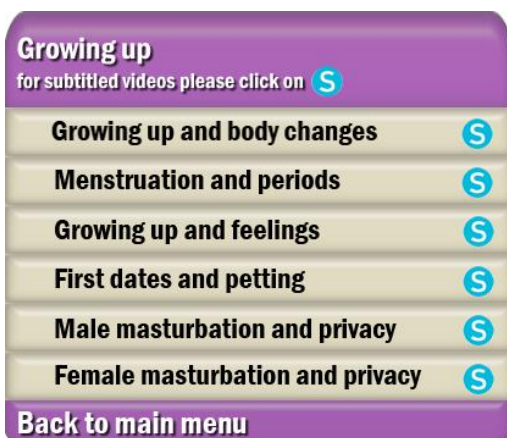 Growing up
for subtitled videos please click on S
Growing up and body changes S
Menstruation and periods S
Growing up and feelings S
First dates and petting S
Male masturbation and privacy S
Female masturbation and privacy S
Back to main menu